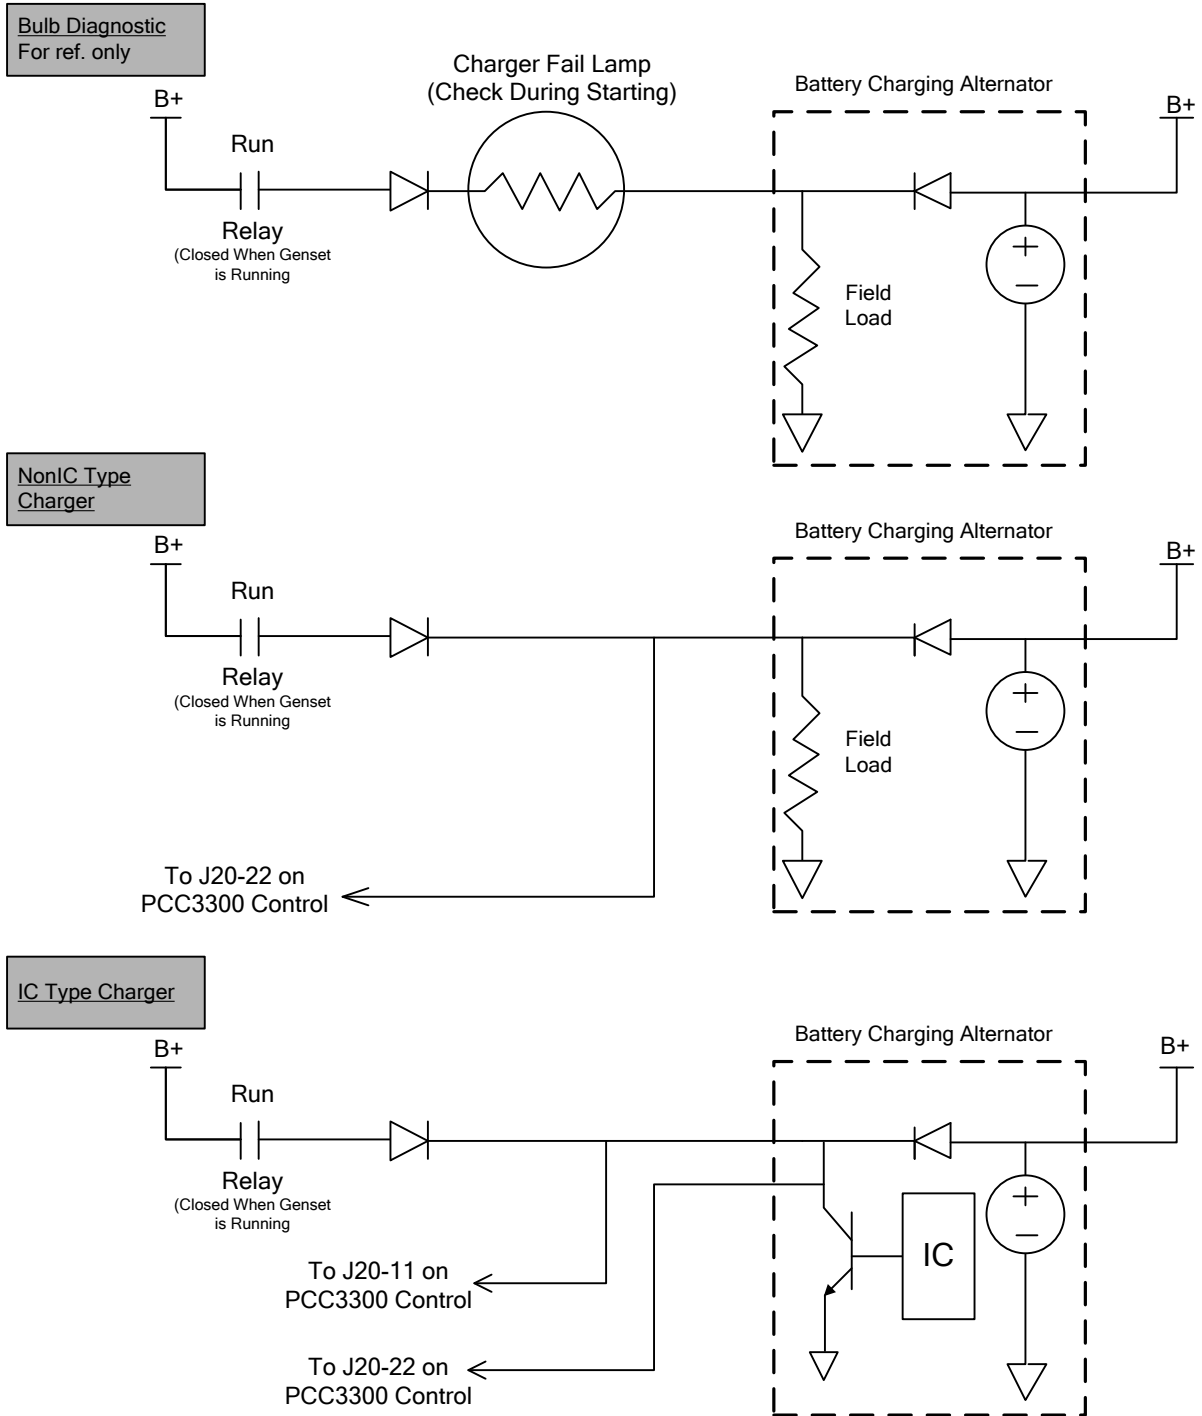 Bulb Diagnostic
For ref. only
B+
Run
Relay
(Closed When Genset
is Running
Charger Fail Lamp
(Check During Starting)
Battery Charging Alternator
B+
+
−
Field
Load
NonIC Type
Charger
B+
Run
Relay
(Closed When Genset
is Running
Battery Charging Alternator
B+
+
−
Field
Load
To J20-22 on
PCC3300 Control
IC Type Charger
B+
Run
Relay
(Closed When Genset
is Running
Battery Charging Alternator
B+
+
−
IC
To J20-11 on
PCC3300 Control
To J20-22 on
PCC3300 Control